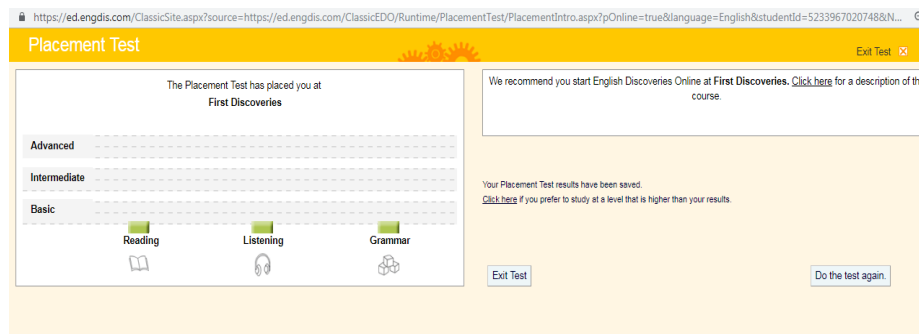 https://ed.engdis.com/ClassicSite.aspx?source=https://ed.engdis.com/ClassicEDO/Runtime/PlacementTest/PlacementIntro.aspx?pOnline=true&language=English&studentId=5233967020748&N...
Placement Test
Exit Test
The Placement Test has placed you at
First Discoveries
Advanced
Intermediate
Basic
Reading
Listening
Grammar
We recommend you start English Discoveries Online at First Discoveries. Click here for a description of th
course.
Your Placement Test results have been saved.
Click here if you prefer to study at a level that is higher than your results.
Exit Test
Do the test again.